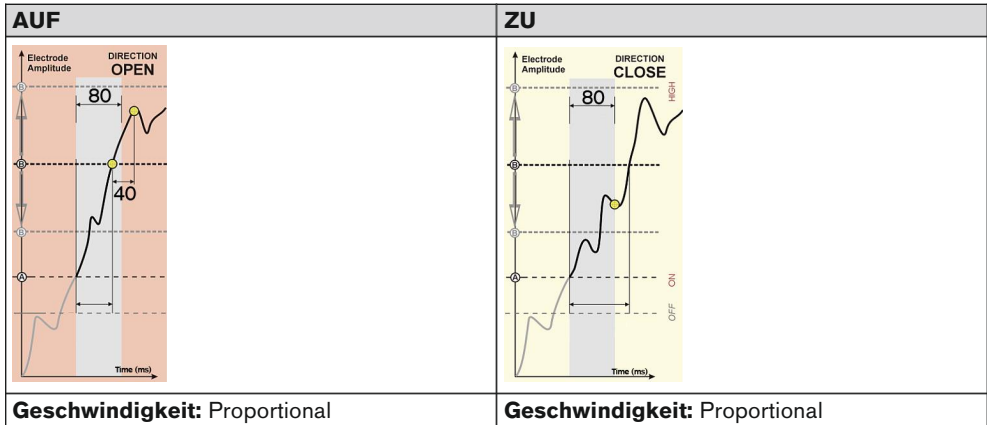 AUF
ZU
Electrode
Amplitude
DIRECTION
OPEN
B
80
B
40
B
A
Time (ms)
Electrode
Amplitude
DIRECTION
CLOSE
B
HIGH
80
B
B
A
ON
OFF
Time (ms)
Geschwindigkeit: Proportional
Geschwindigkeit: Proportional